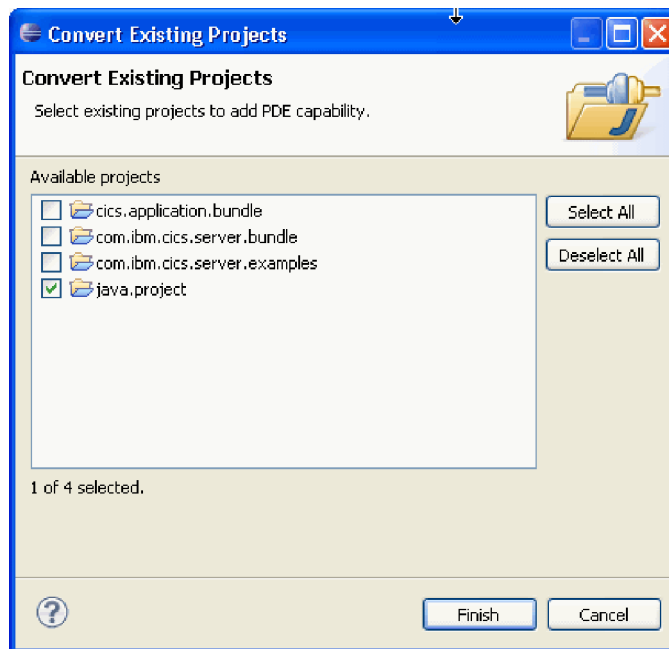 Convert Existing Projects
Convert Existing Projects
Select existing projects to add PDE capability.
Available projects
cics.application.bundle
com.ibm.cics.server.bundle
com.ibm.cics.server.examples
java.project
Select All
Deselect All
1 of 4 selected.
?
Finish
Cancel